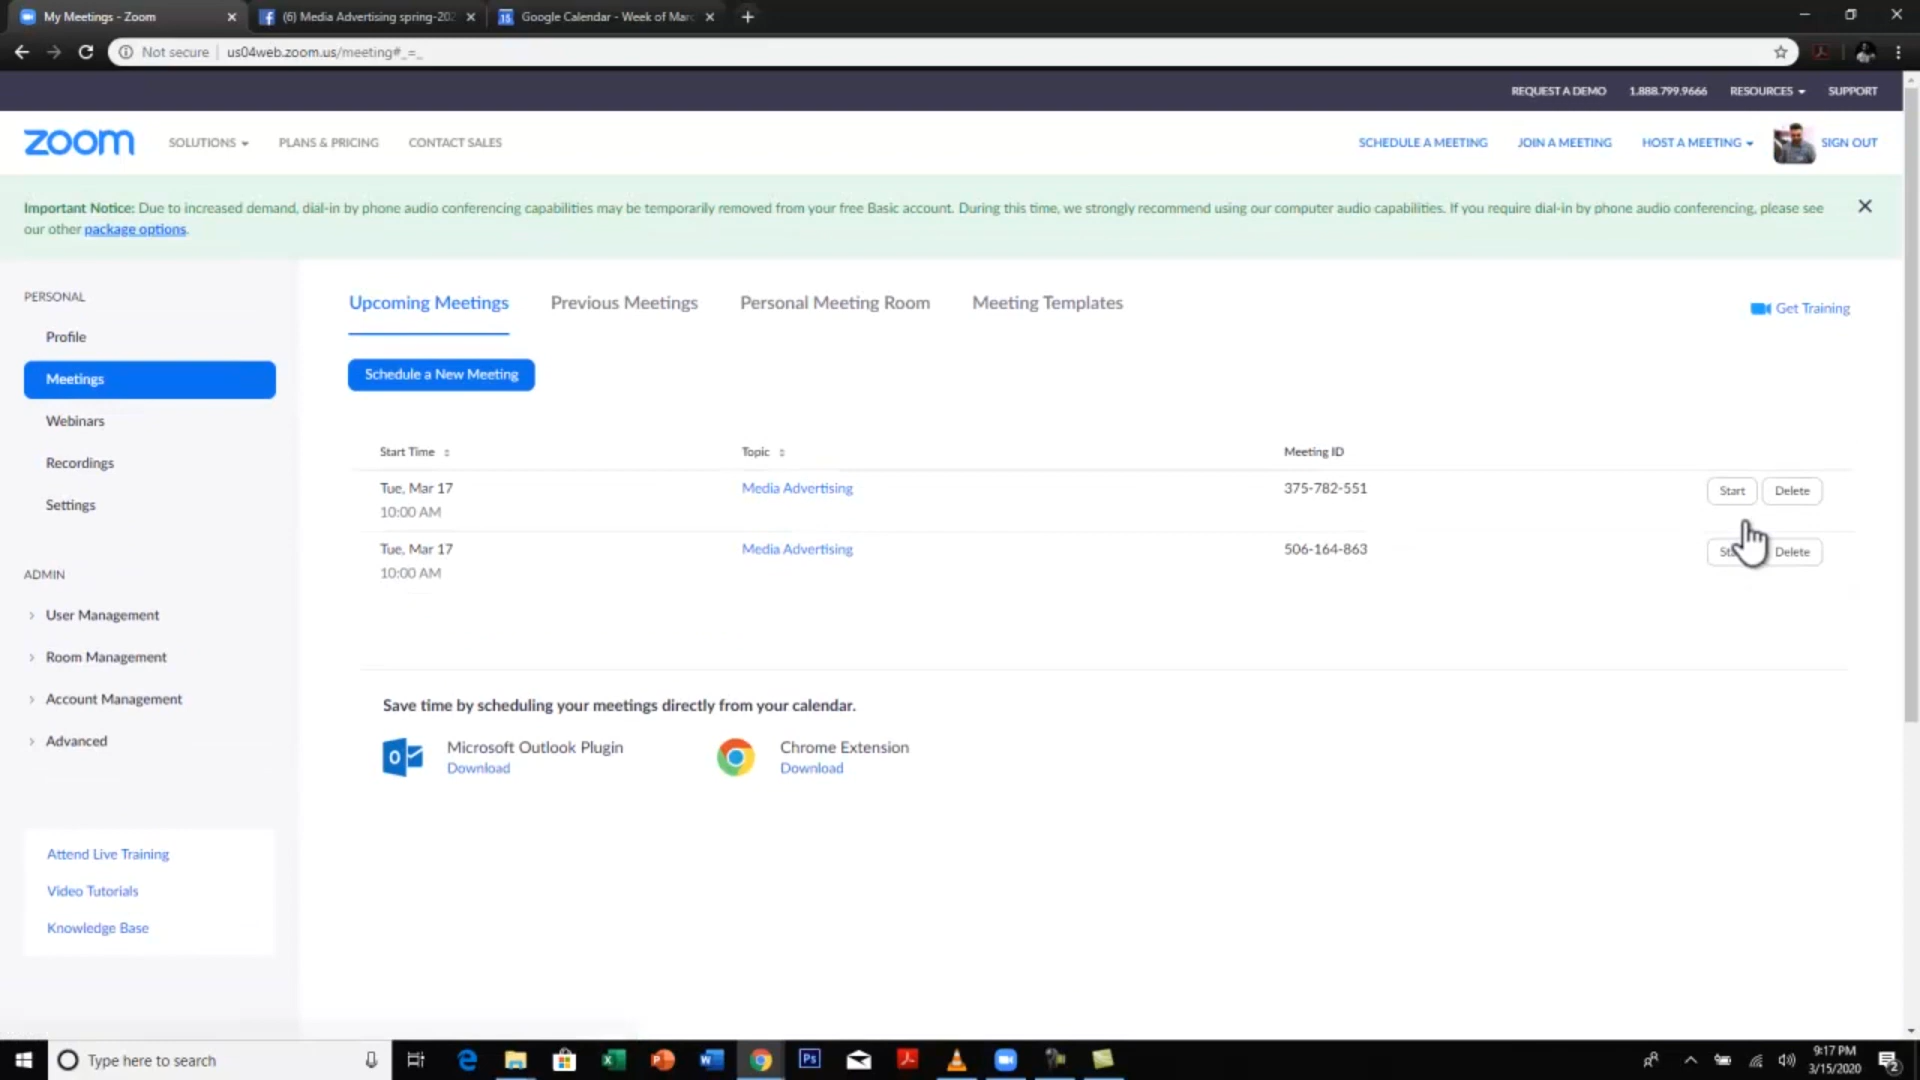 My Meetings - Zoom
(6) Media Advertising spring-202
Google Calendar - Week of Marc
Not secure | us04web.zoom.us/meeting#_=_
REQUEST A DEMO 1.888.799.9666 RESOURCES SUPPORT
zoom SOLUTIONS PLANS & PRICING CONTACT SALES SCHEDULE A MEETING JOIN A MEETING HOST A MEETING SIGN OUT
Important Notice: Due to increased demand, dial-in by phone audio conferencing capabilities may be temporarily removed from your free Basic account. During this time, we strongly recommend using our computer audio capabilities. If you require dial-in by phone audio conferencing, please see
our other package options.
PERSONAL
Profile
Meetings
Webinars
Recordings
Settings
ADMIN
User Management
Room Management
Account Management
Advanced
Attend Live Training
Video Tutorials
Knowledge Base
Upcoming Meetings Previous Meetings Personal Meeting Room Meeting Templates
Get Training
Schedule a New Meeting
Start Time Topic Meeting ID
Tue, Mar 17 Media Advertising 375-782-551 Start Delete
10:00 AM
Tue, Mar 17 Media Advertising 506-164-863 Delete
10:00 AM
Save time by scheduling your meetings directly from your calendar.
Microsoft Outlook Plugin
Download
Chrome Extension
Download
Type here to search
9:17 PM
3/15/2020